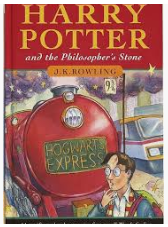 HARRY
POTTER
and the Philosopher's Stone
J.K.ROWLING
9¾
HOGWARTS
EXPRESS